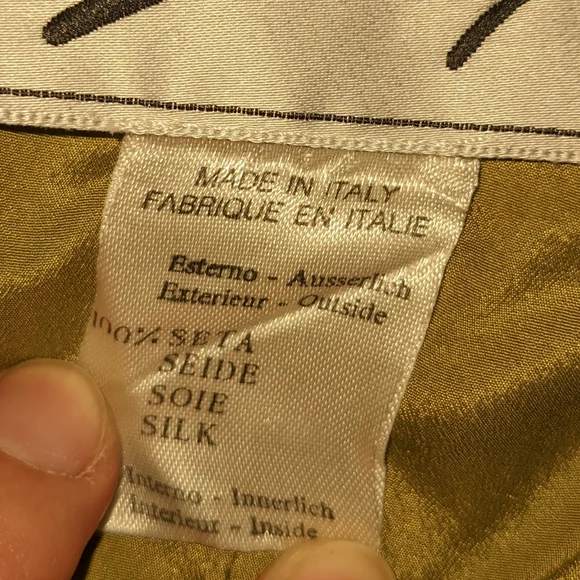 MADE IN ITALY
FABRIQUE EN ITALIE
Esterno - Ausserlich
Exterieur - Outside
100% SETA
SEIDE
SOIE
SILK
Interno - Innerlich
Interieur - Inside